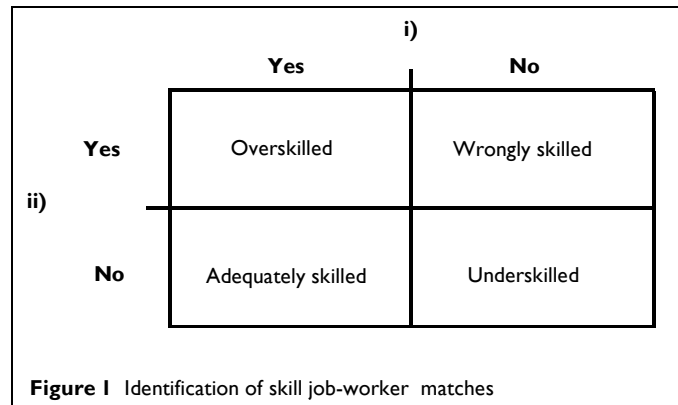 i)
Yes No
Yes Overskilled Wrongly skilled
ii)
No Adequately skilled Underskilled
Figure 1 Identification of skill job-worker matches